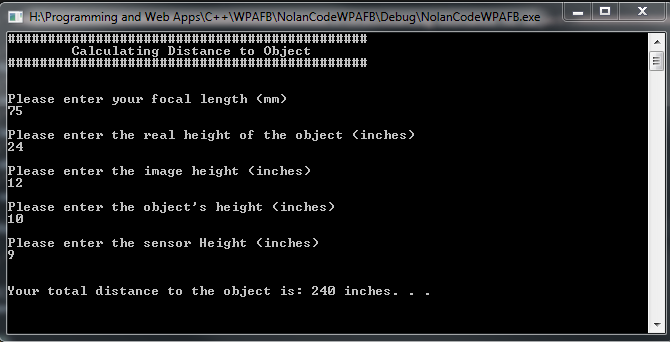 H:\Programming and Web Apps\C++\WPAFB\NolanCodeWPAFB\Debug\NolanCodeWPAFB.exe
#############################################
Calculating Distance to Object
#############################################
Please enter your focal length (mm)
75
Please enter the real height of the object (inches)
24
Please enter the image height (inches)
12
Please enter the object's height (inches)
10
Please enter the sensor Height (inches)
9
Your total distance to the object is: 240 inches. . .